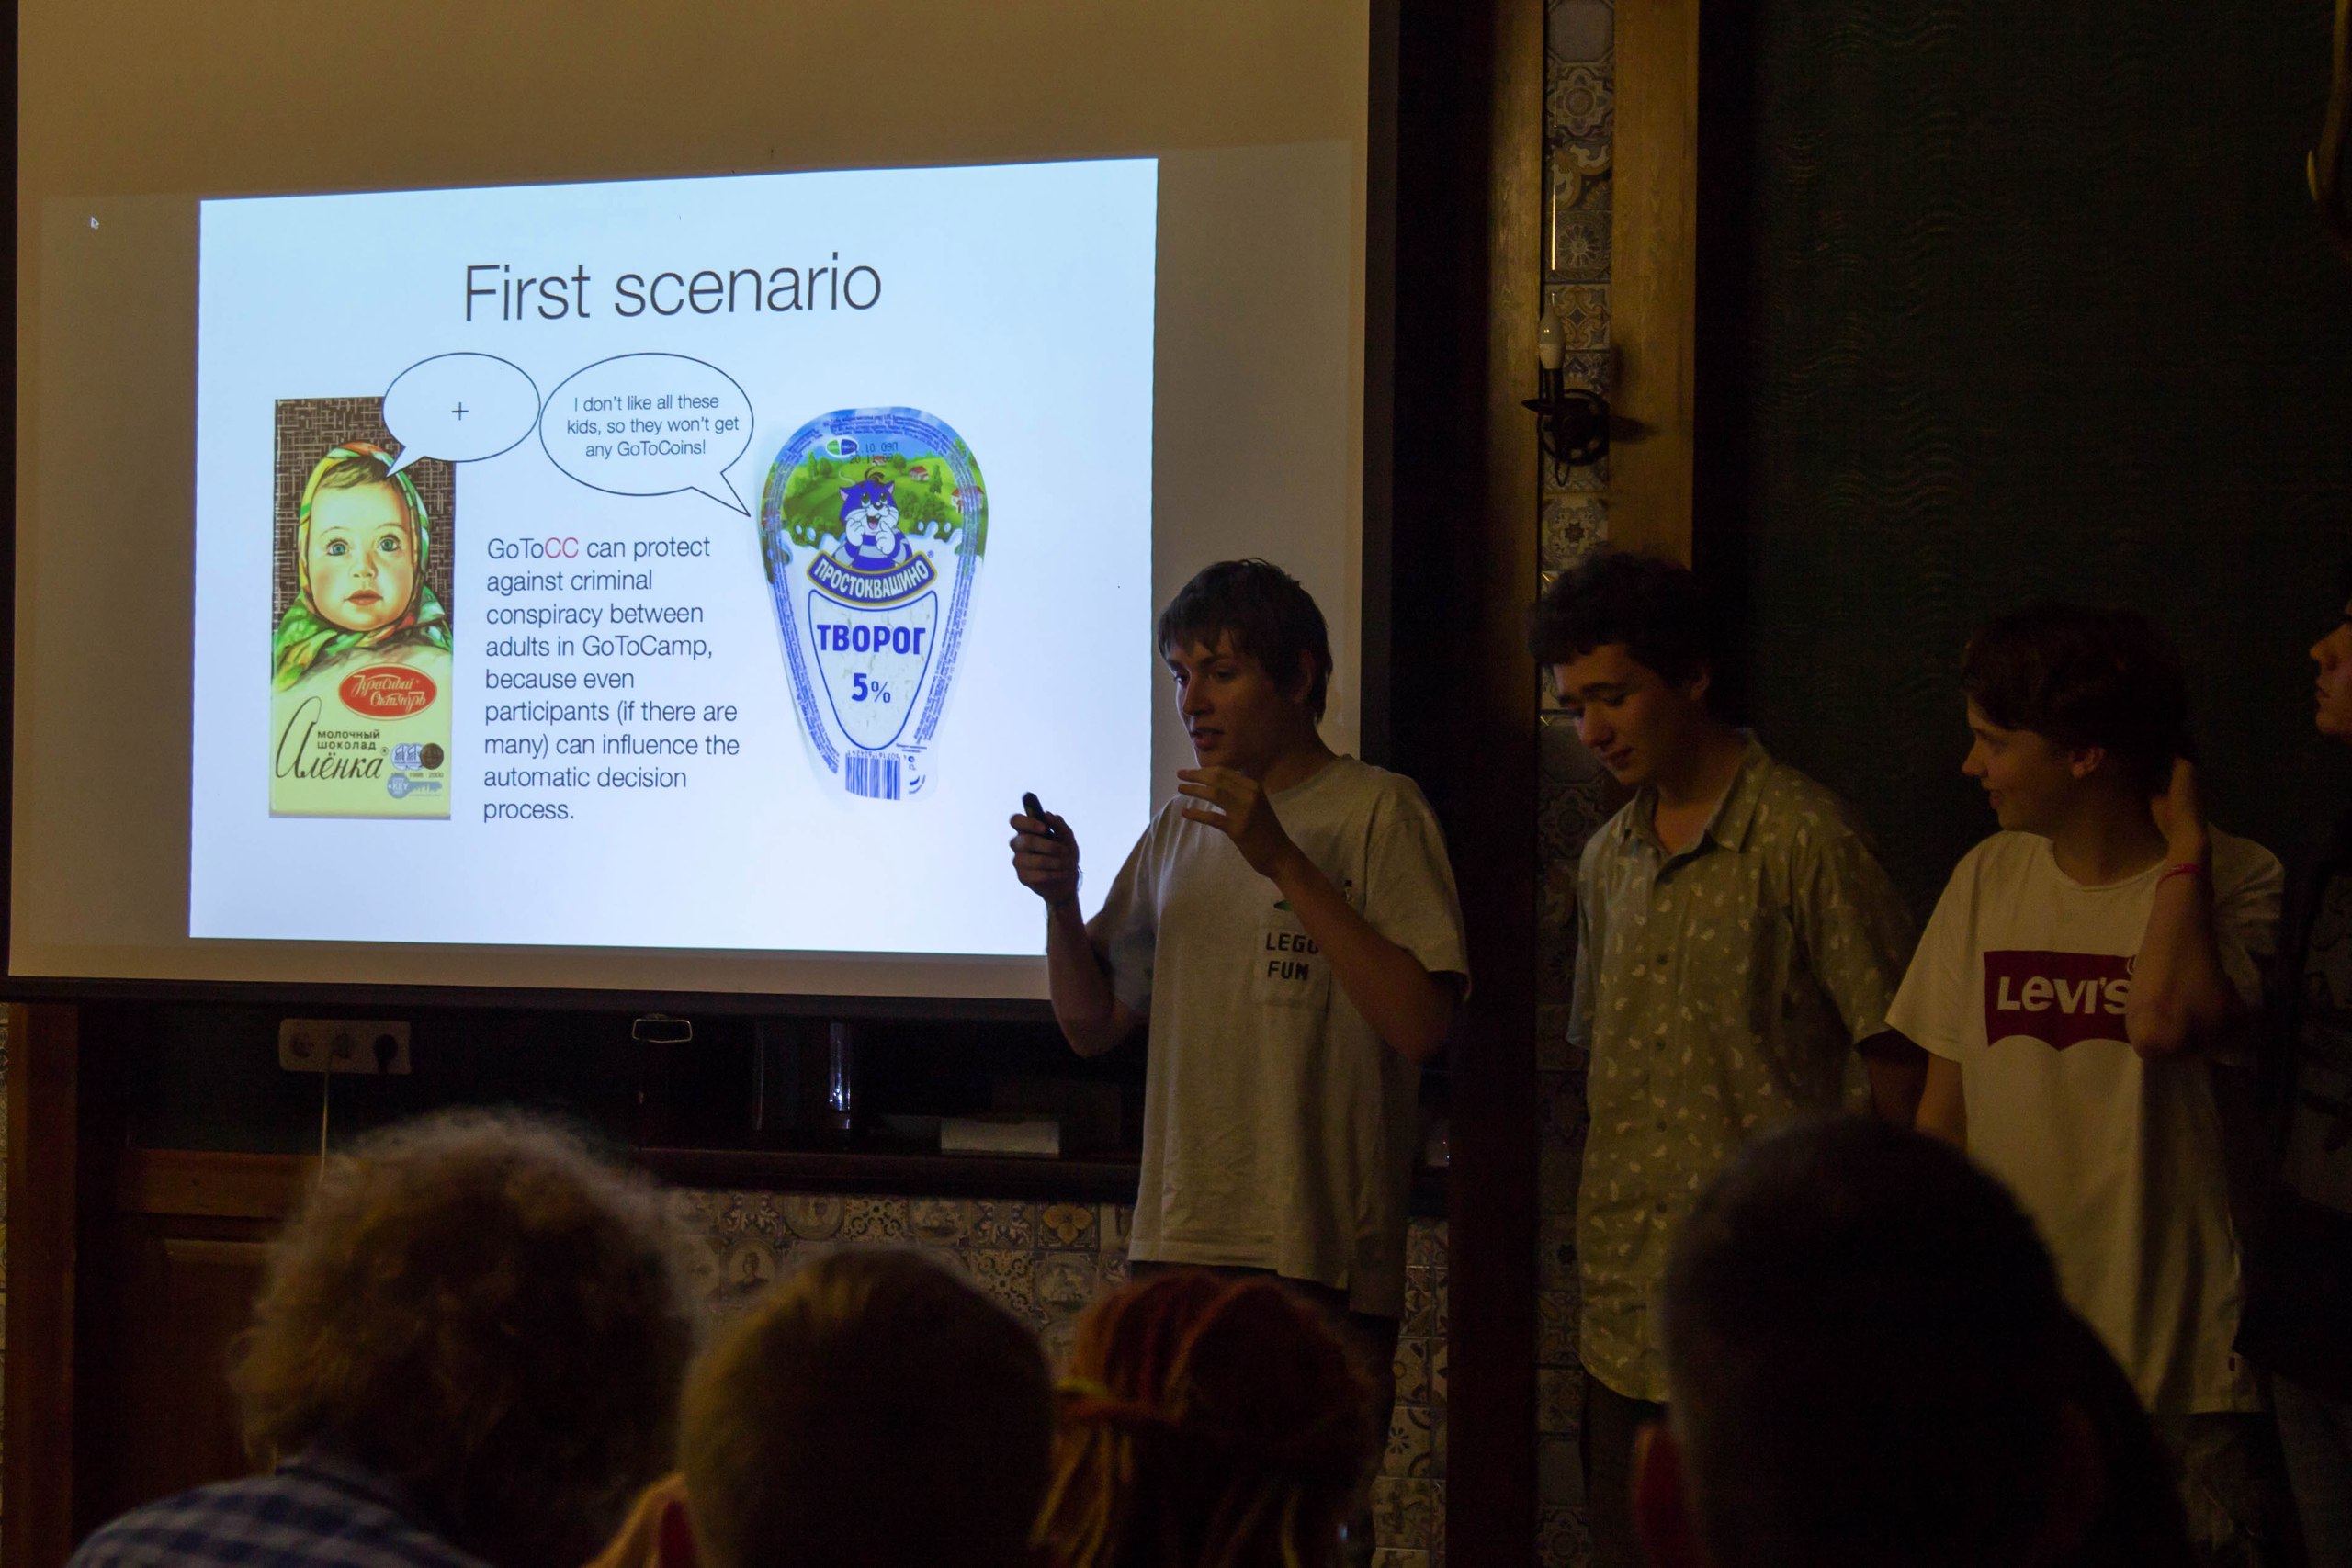 First scenario
+
I don't like all these
kids, so they won't get
any GoToCoins!
GoToCC can protect
against criminal
conspiracy between
adults in GoToCamp,
because even
participants (if there are
many) can influence the
automatic decision
process.
Красный
Октябрь
МОЛОЧНЫЙ
ШОКОЛАД
Алёнка®
ПРОСТОКВАШИНО
ТВОРОГ
5%
LEGO
FUN
LEVI'S